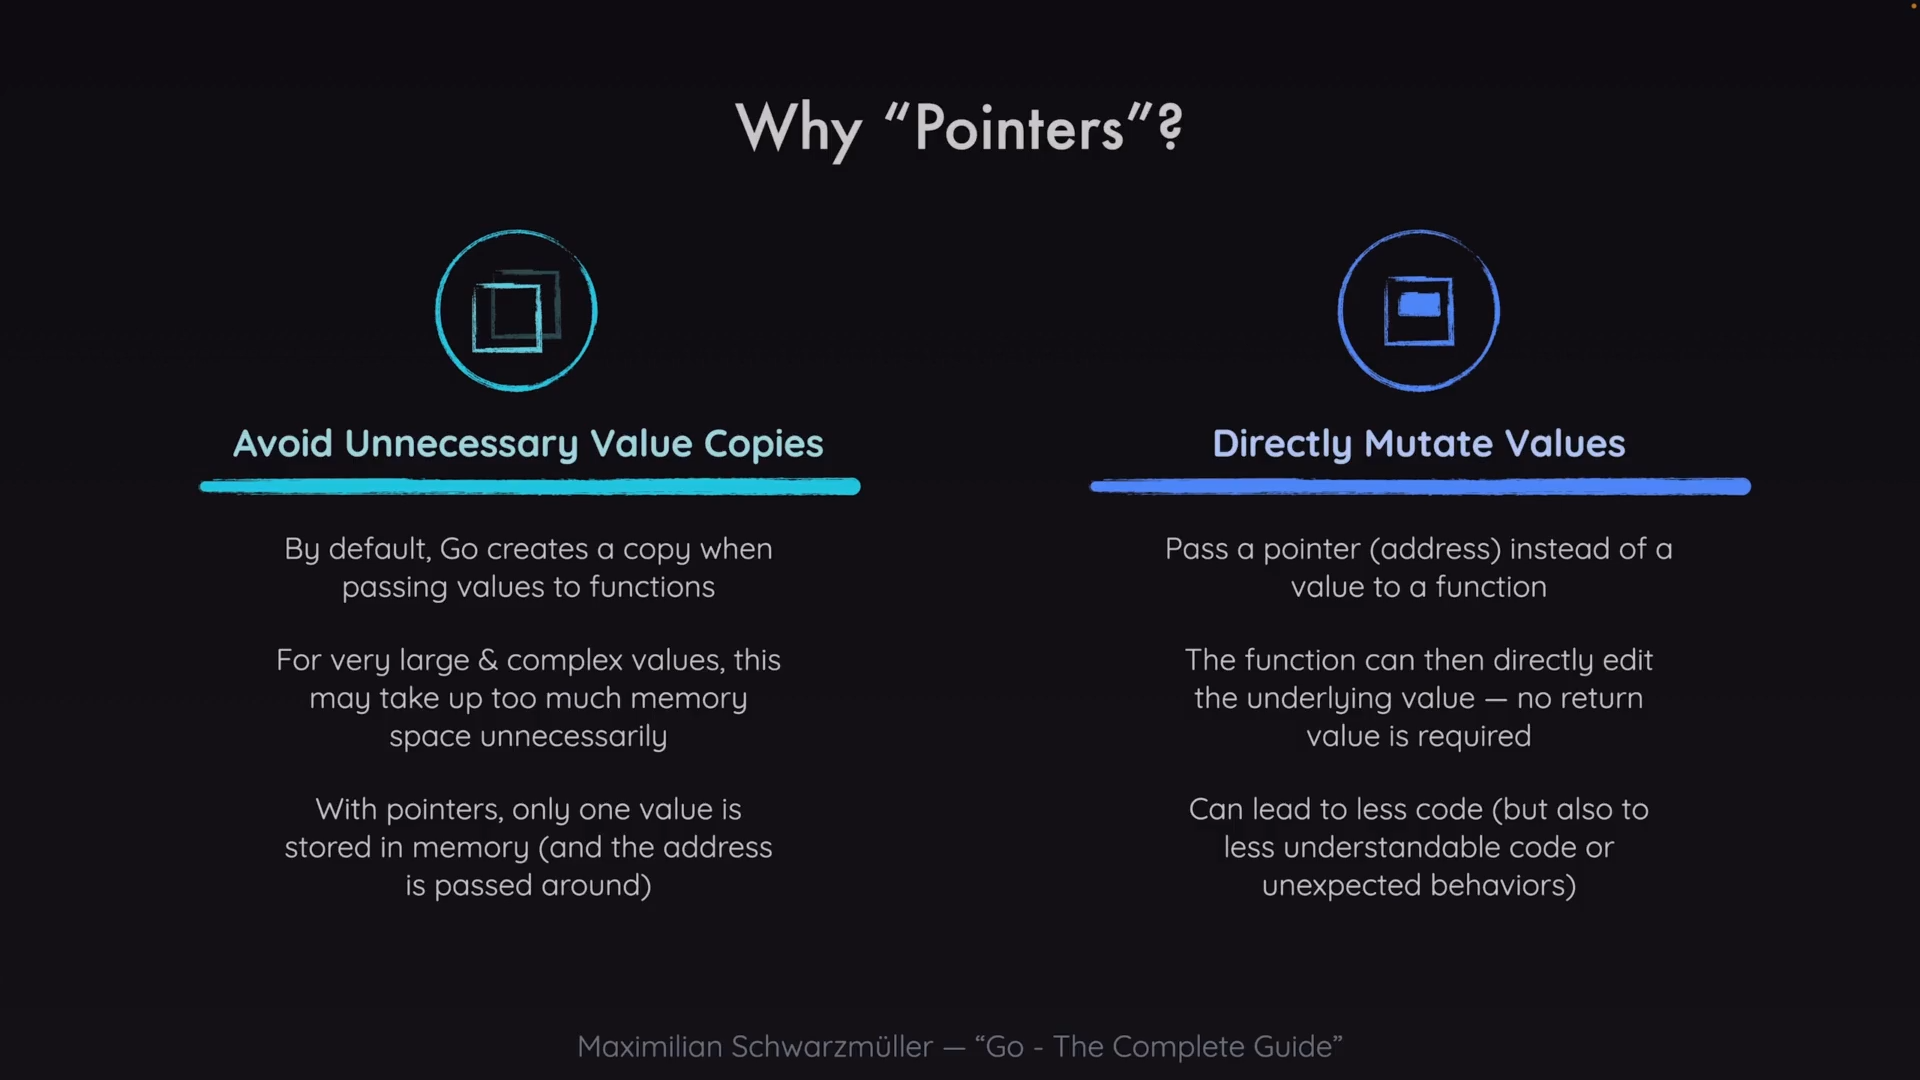 Why “Pointers”?
Avoid Unnecessary Value Copies
By default, Go creates a copy when
passing values to functions
For very large & complex values, this
may take up too much memory
space unnecessarily
With pointers, only one value is
stored in memory (and the address
is passed around)
Directly Mutate Values
Pass a pointer (address) instead of a
value to a function
The function can then directly edit
the underlying value — no return
value is required
Can lead to less code (but also to
less understandable code or
unexpected behaviors)
Maximilian Schwarzmüller — “Go - The Complete Guide”